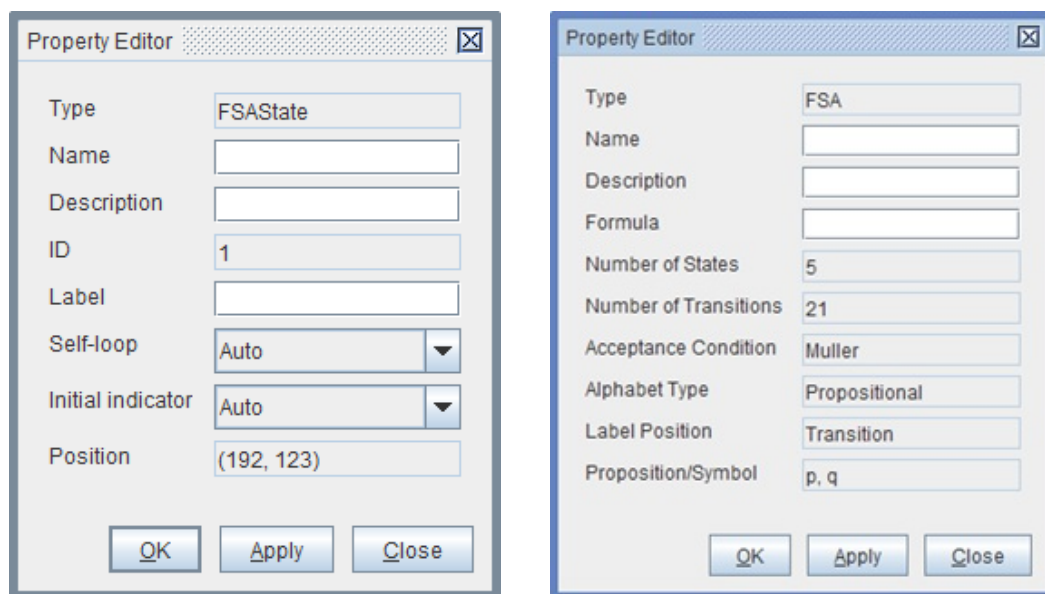 Property Editor
Type FSAState
Name
Description
ID 1
Label
Self-loop Auto
Initial indicator Auto
Position (192, 123)
OK Apply Close
Property Editor
Type FSA
Name
Description
Formula
Number of States 5
Number of Transitions 21
Acceptance Condition Muller
Alphabet Type Propositional
Label Position Transition
Proposition/Symbol p, q
OK Apply Close